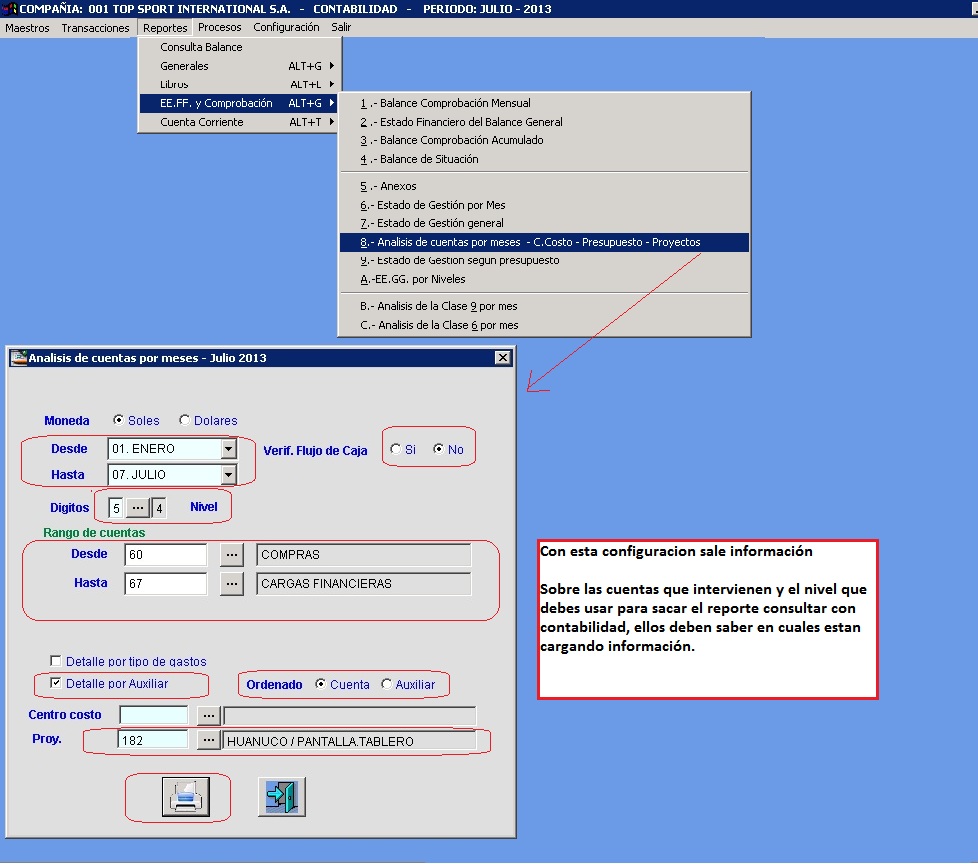 COMPAÑIA: 001 TOP SPORT INTERNATIONAL S.A. - CONTABILIDAD - PERIODO: JULIO - 2013
Maestros Transacciones Reportes Procesos Configuración Salir
Consulta Balance
Generales ALT+G
Libros ALT+L
EE.FF. y Comprobación ALT+G
Cuenta Corriente ALT+T
1 .- Balance Comprobación Mensual
2 .- Estado Financiero del Balance General
3 .- Balance Comprobación Acumulado
4 .- Balance de Situación
5 .- Anexos
6.- Estado de Gestión por Mes
7.- Estado de Gestión general
8.- Analisis de cuentas por meses - C.Costo - Presupuesto - Proyectos
9.- Estado de Gestión segun presupuesto
A.-EE.GG. por Niveles
B.- Analisis de la Clase 9 por mes
C.- Analisis de la Clase 6 por mes
Analisis de cuentas por meses - Julio 2013
Moneda Soles Dolares
Desde 01. ENERO
Verif. Flujo de Caja Si No
Hasta 07. JULIO
Digitos 5 ... 4 Nivel
Rango de cuentas
Desde 60 ... COMPRAS
Hasta 67 ... CARGAS FINANCIERAS
Detalle por tipo de gastos
Detalle por Auxiliar
Ordenado Cuenta Auxiliar
Centro costo ...
Proy. 182 ... HUANUCO / PANTALLA.TABLERO
Con esta configuracion sale información
Sobre las cuentas que intervienen y el nivel que
debes usar para sacar el reporte consultar con
contabilidad, ellos deben saber en cuales estan
cargando información.